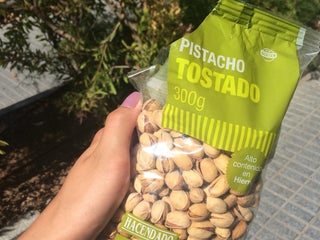 PISTACHO
TOSTADO
300g
Alto
contenido
en
Hierro
HACENDADO